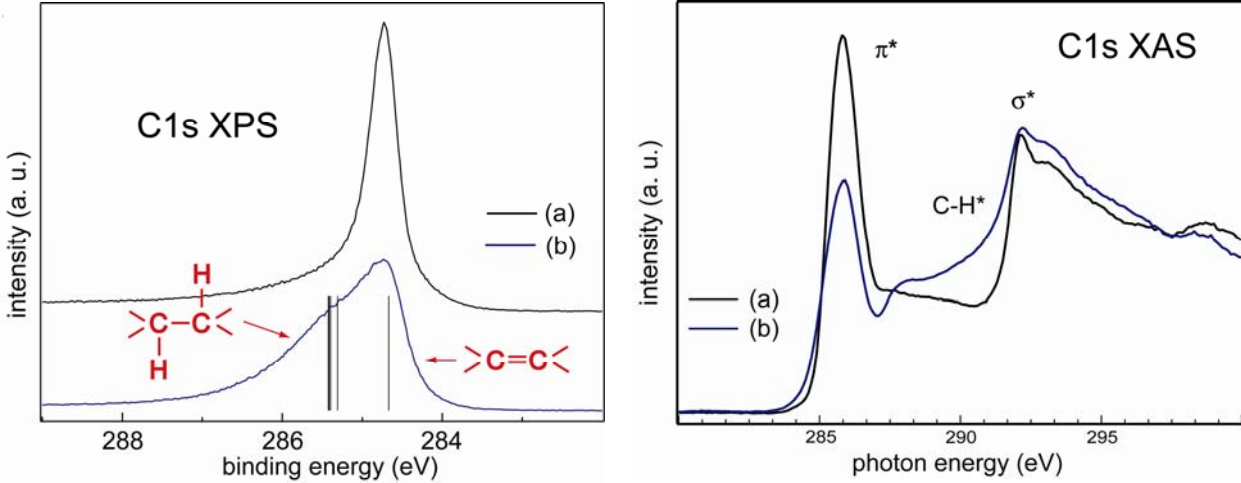 C1s XPS
(a)
(b)
H
C
C
H
C=C
intensity (a. u.)
288
286
284
binding energy (eV)
C1s XAS
π*
σ*
C-H*
(a)
(b)
intensity (a. u.)
285
290
295
photon energy (eV)